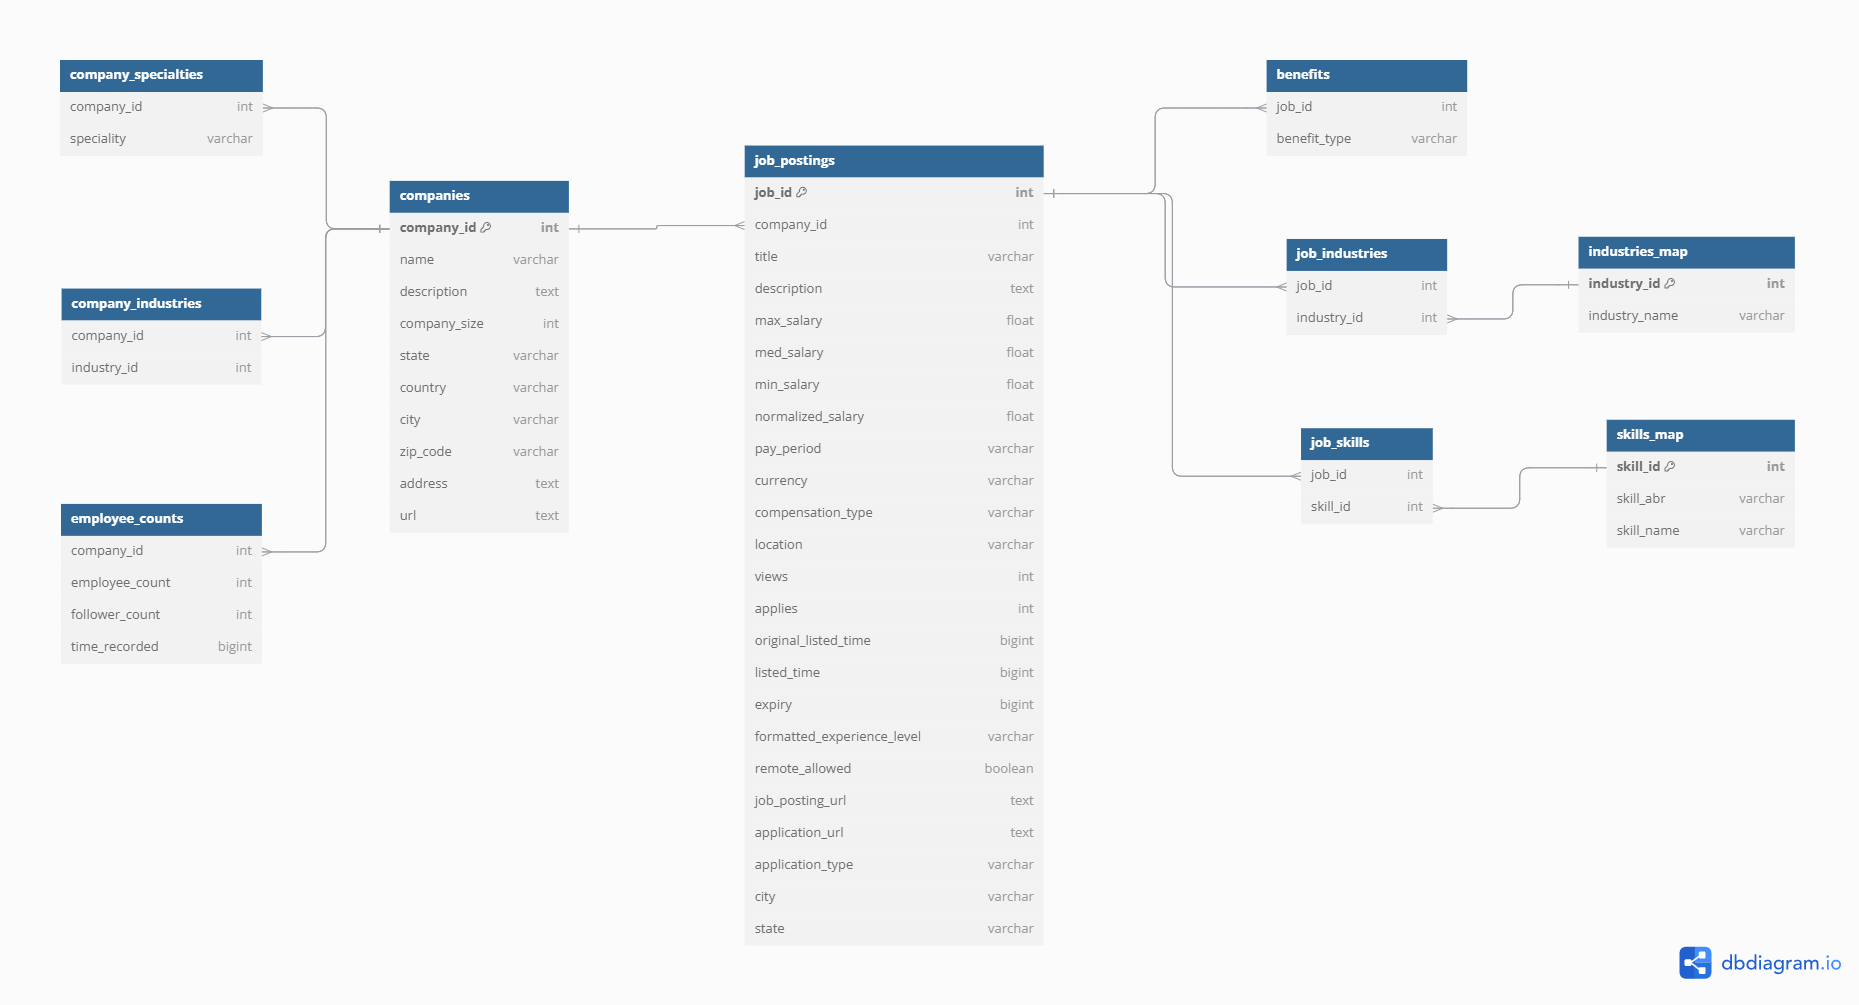 company_specialties
company_id int
speciality varchar
company_industries
company_id int
industry_id int
employee_counts
company_id int
employee_count int
follower_count int
time_recorded bigint
companies
company_id int
name varchar
description text
company_size int
state varchar
country varchar
city varchar
zip_code varchar
address text
url text
job_postings
job_id int
company_id int
title varchar
description text
max_salary float
med_salary float
min_salary float
normalized_salary float
pay_period varchar
currency varchar
compensation_type varchar
location varchar
views int
applies int
original_listed_time bigint
listed_time bigint
expiry bigint
formatted_experience_level varchar
remote_allowed boolean
job_posting_url text
application_url text
application_type varchar
city varchar
state varchar
benefits
job_id int
benefit_type varchar
job_industries
job_id int
industry_id int
industries_map
industry_id int
industry_name varchar
job_skills
job_id int
skill_id int
skills_map
skill_id int
skill_abr varchar
skill_name varchar
dbdiagram.io